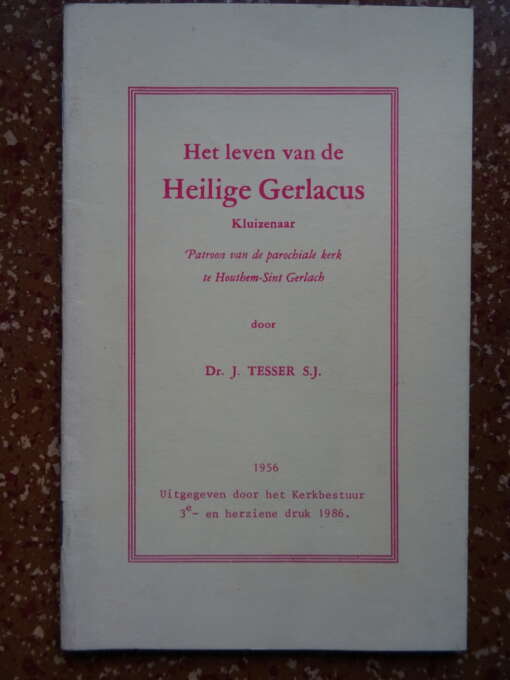 Het leven van de
Heilige Gerlacus
Kluizenaar
Patroon van de parochiale kerk
te Houthem-Sint Gerlach
door
Dr. J. TESSER S.J.
1956
Uitgegeven door het Kerkbestuur
3e- en herziene druk 1986.